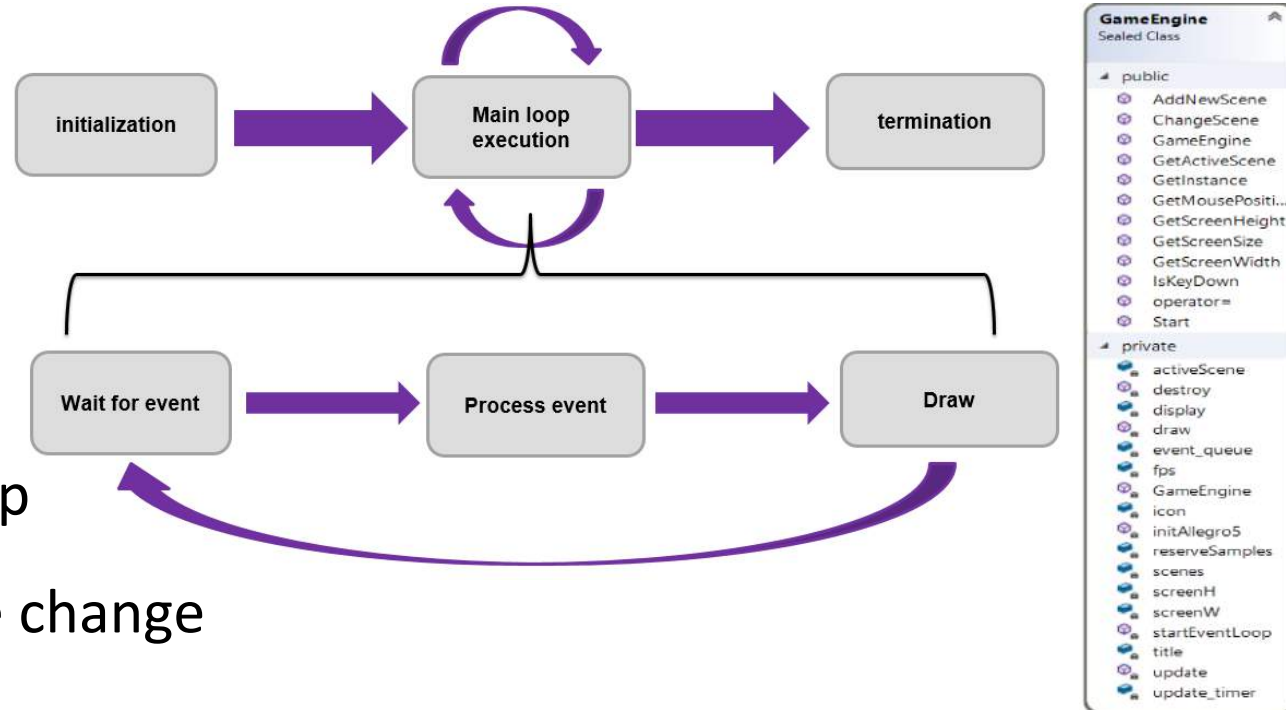 initialization
Main loop
execution
termination
Wait for event
Process event
Draw
p
change
GameEngine
Sealed Class
public
AddNewScene
ChangeScene
GameEngine
GetActiveScene
GetInstance
GetMousePositi...
GetScreenHeight
GetScreenSize
GetScreenWidth
IsKeyDown
operator=
Start
private
activeScene
destroy
display
draw
event_queue
fps
GameEngine
icon
initAllegro5
reserveSamples
scenes
screenH
screenW
startEventLoop
title
update
update_timer